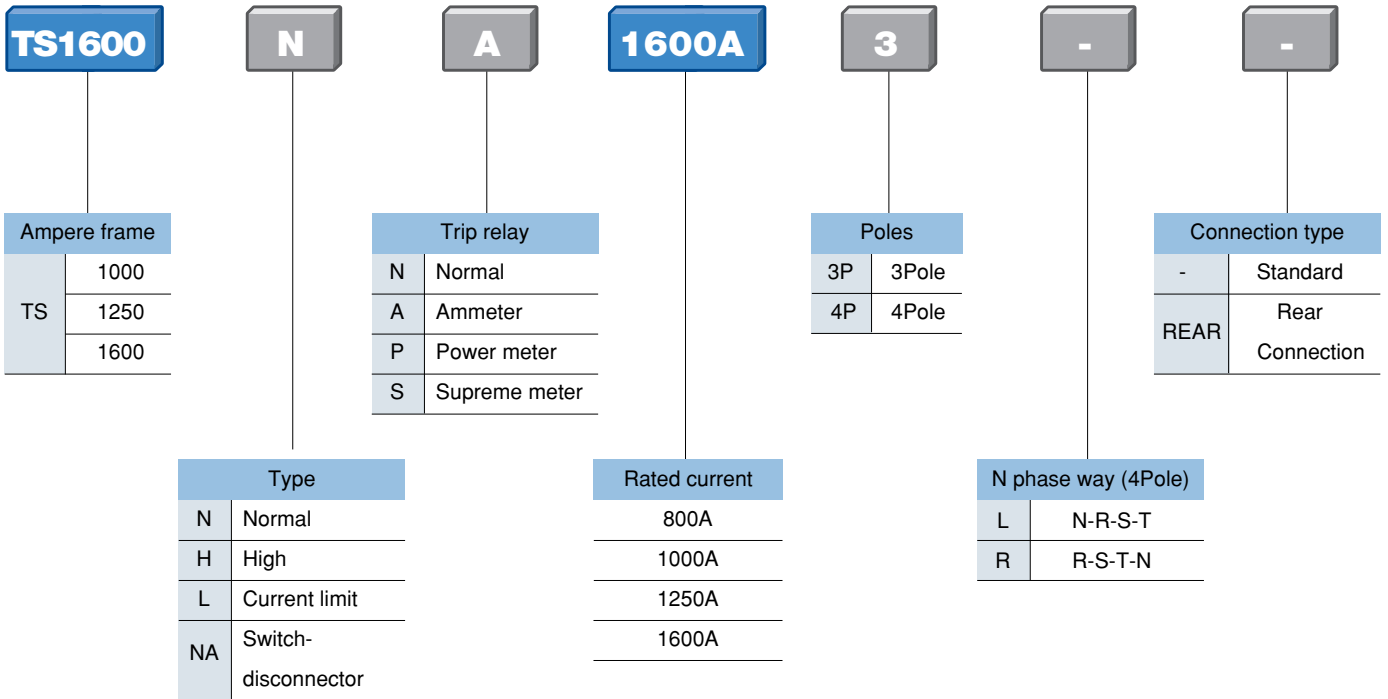 TS1600 N A 1600A 3 - -
Ampere frame
TS
1000
1250
1600
Trip relay
N Normal
A Ammeter
P Power meter
S Supreme meter
Poles
3P 3Pole
4P 4Pole
Connection type
- Standard
REAR
Rear
Connection
Type
N Normal
H High
L Current limit
NA
Switch-
disconnector
Rated current
800A
1000A
1250A
1600A
N phase way (4Pole)
L N-R-S-T
R R-S-T-N